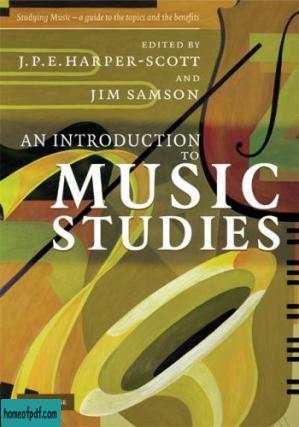 Studying Music – a guide to the topics and the benefits
EDITED BY
J.P.E. HARPER-SCOTT
AND
JIM SAMSON
AN INTRODUCTION
TO
MUSIC
STUDIES
homeofpdf.com